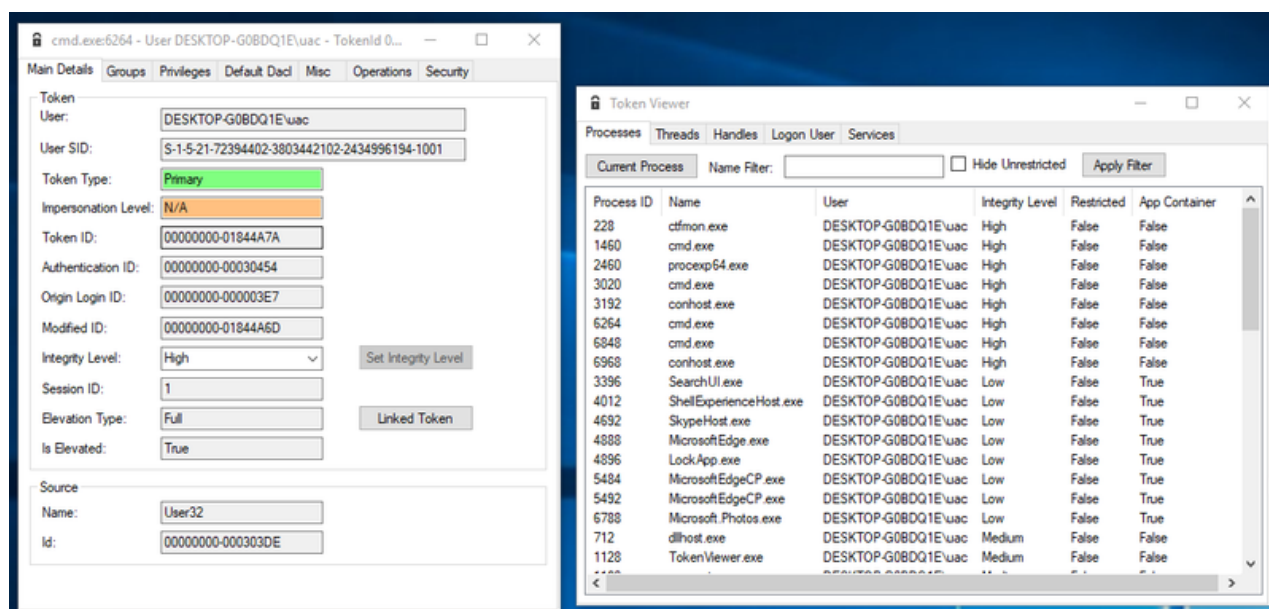 cmd.exe:6264 - User DESKTOP-G0BDQ1E\uac - TokenId 0...
Main Details Groups Privileges Default Dacl Misc Operations Security
Token
User: DESKTOP-G0BDQ1E\uac
User SID: S-1-5-21-72394402-3803442102-2434996194-1001
Token Type: Primary
Impersonation Level: N/A
Token ID: 00000000-01844A7A
Authentication ID: 00000000-00030454
Origin Login ID: 00000000-000003E7
Modified ID: 00000000-01844A6D
Integrity Level: High Set Integrity Level
Session ID: 1
Elevation Type: Full Linked Token
Is Elevated: True
Source
Name: User32
Id: 00000000-000303DE
Token Viewer
Processes Threads Handles Logon User Services
Current Process Name Filter: Hide Unrestricted Apply Filter
Process ID Name User Integrity Level Restricted App Container
228 ctfmon.exe DESKTOP-G0BDQ1E\uac High False False
1460 cmd.exe DESKTOP-G0BDQ1E\uac High False False
2460 procexp64.exe DESKTOP-G0BDQ1E\uac High False False
3020 cmd.exe DESKTOP-G0BDQ1E\uac High False False
3192 conhost.exe DESKTOP-G0BDQ1E\uac High False False
6264 cmd.exe DESKTOP-G0BDQ1E\uac High False False
6848 cmd.exe DESKTOP-G0BDQ1E\uac High False False
6968 conhost.exe DESKTOP-G0BDQ1E\uac High False False
3396 SearchUI.exe DESKTOP-G0BDQ1E\uac Low False True
4012 ShellExperienceHost.exe DESKTOP-G0BDQ1E\uac Low False True
4692 SkypeHost.exe DESKTOP-G0BDQ1E\uac Low False True
4888 MicrosoftEdge.exe DESKTOP-G0BDQ1E\uac Low False True
4896 LockApp.exe DESKTOP-G0BDQ1E\uac Low False True
5484 MicrosoftEdgeCP.exe DESKTOP-G0BDQ1E\uac Low False True
5492 MicrosoftEdgeCP.exe DESKTOP-G0BDQ1E\uac Low False True
6788 Microsoft.Photos.exe DESKTOP-G0BDQ1E\uac Low False True
712 dllhost.exe DESKTOP-G0BDQ1E\uac Medium False False
1128 TokenViewer.exe DESKTOP-G0BDQ1E\uac Medium False False